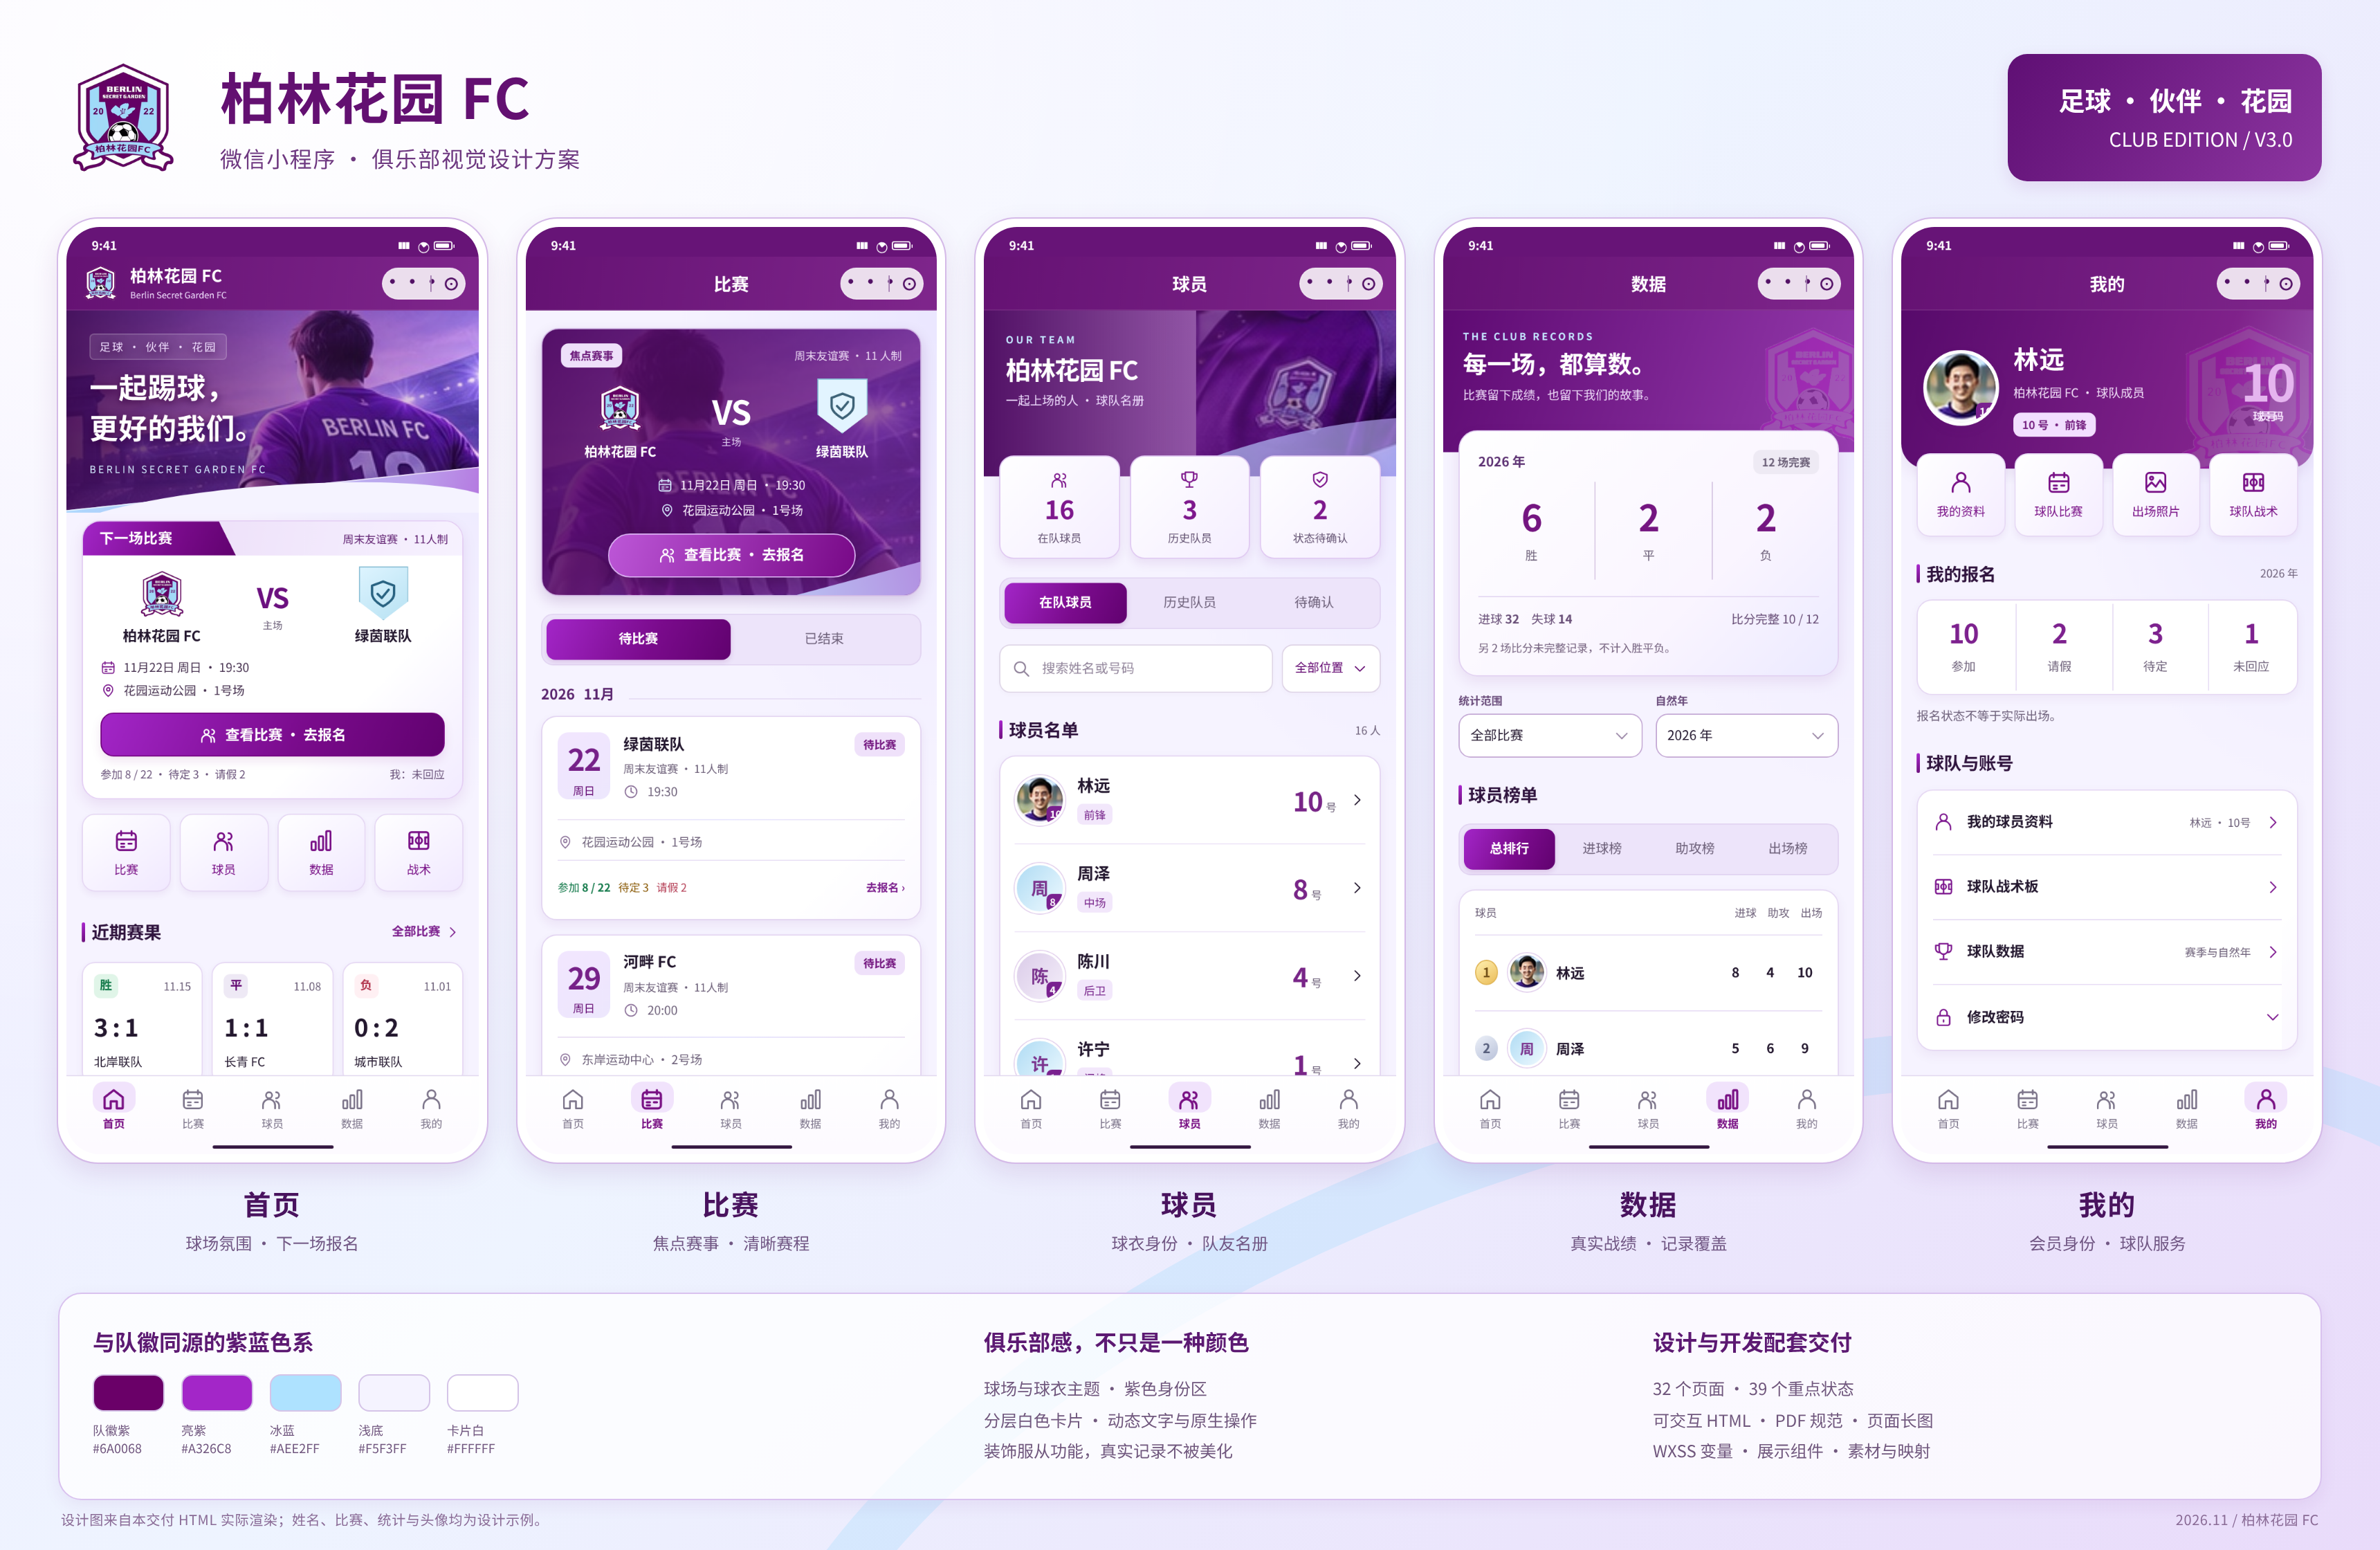 柏林花园 FC
微信小程序 • 俱乐部视觉设计方案
足球 • 伙伴 • 花园
CLUB EDITION / V3.0
BERLIN
SECRET GARDEN
20 22
柏林花园FC
9:41
柏林花园 FC
Berlin Secret Garden FC
足球 • 伙伴 • 花园
一起踢球，
更好的我们。
BERLIN SECRET GARDEN FC
BERLIN FC
下一场比赛
周末友谊赛 • 11人制
柏林花园 FC
VS
主场
绿茵联队
11月22日 周日 • 19:30
花园运动公园 • 1号场
查看比赛 • 去报名
参加 8 / 22 • 待定 3 • 请假 2
我：未回应
比赛 球员 数据 战术
近期赛果
全部比赛
胜 11.15
3:1
北岸联队
平 11.08
1:1
长青 FC
负 11.01
0:2
城市联队
首页 比赛 球员 数据 我的
首页
球场氛围 • 下一场报名
9:41
比赛
焦点赛事
周末友谊赛 • 11 人制
柏林花园 FC
VS
主场
绿茵联队
11月22日 周日 • 19:30
花园运动公园 • 1号场
查看比赛 • 去报名
待比赛 已结束
2026 11月
22
周日
绿茵联队
待比赛
周末友谊赛 • 11人制
19:30
花园运动公园 • 1号场
参加 8 / 22 待定 3 请假 2
去报名 ›
29
周日
河畔 FC
待比赛
周末友谊赛 • 11人制
20:00
东岸运动中心 • 2号场
首页 比赛 球员 数据 我的
比赛
焦点赛事 • 清晰赛程
9:41
球员
OUR TEAM
柏林花园 FC
一起上场的人 • 球队名册
16
在队球员
3
历史队员
2
状态待确认
在队球员 历史队员 待确认
搜索姓名或号码
全部位置
球员名单
16 人
林远
前锋
10 号
周
8
周泽
中场
8 号
陈
4
陈川
后卫
4 号
许
许宁
1 号
首页 比赛 球员 数据 我的
球员
球衣身份 • 队友名册
9:41
数据
THE CLUB RECORDS
每一场，都算数。
比赛留下成绩，也留下我们的故事。
2026 年
12 场完赛
6 2 2
胜 平 负
进球 32 失球 14
比分完整 10 / 12
另 2 场比分未完整记录，不计入胜平负。
统计范围 自然年
全部比赛 2026 年
球员榜单
总排行 进球榜 助攻榜 出场榜
球员 进球 助攻 出场
1 林远 8 4 10
2 周 周泽 5 6 9
首页 比赛 球员 数据 我的
数据
真实战绩 • 记录覆盖
9:41
我的
林远
柏林花园 FC • 球队成员
10 号 • 前锋
10
我的资料 球队比赛 出场照片 球队战术
我的报名
2026 年
10 2 3 1
参加 请假 待定 未回应
报名状态不等于实际出场。
球队与账号
我的球员资料 林远 • 10号
球队战术板
球队数据 赛季与自然年
修改密码
首页 比赛 球员 数据 我的
我的
会员身份 • 球队服务
与队徽同源的紫蓝色系
队徽紫 亮紫 冰蓝 浅底 卡片白
#6A0068 #A326C8 #AEE2FF #F5F3FF #FFFFFF
俱乐部感，不只是一种颜色
球场与球衣主题 • 紫色身份区
分层白色卡片 • 动态文字与原生操作
装饰服从功能，真实记录不被美化
设计与开发配套交付
32 个页面 • 39 个重点状态
可交互 HTML • PDF 规范 • 页面长图
WXSS 变量 • 展示组件 • 素材与映射
设计图来自本交付 HTML 实际渲染；姓名、比赛、统计与头像均为设计示例。
2026.11 / 柏林花园 FC